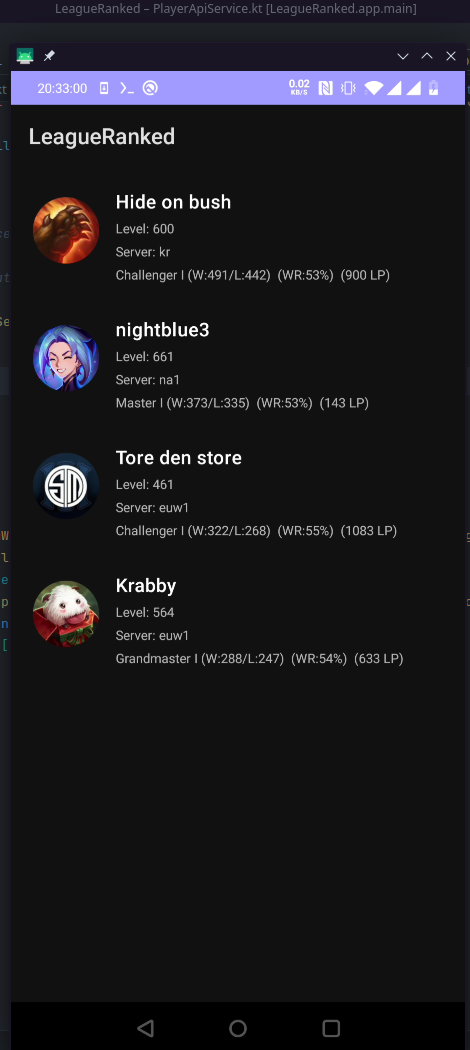 LeagueRanked – PlayerApiService.kt [LeagueRanked.app.main]
20:33:00
0.02
KB/S
LeagueRanked
Hide on bush
Level: 600
Server: kr
Challenger I (W:491/L:442) (WR:53%) (900 LP)
nightblue3
Level: 661
Server: na1
Master I (W:373/L:335) (WR:53%) (143 LP)
SM
Tore den store
Level: 461
Server: euw1
Challenger I (W:322/L:268) (WR:55%) (1083 LP)
Krabby
Level: 564
Server: euw1
Grandmaster I (W:288/L:247) (WR:54%) (633 LP)